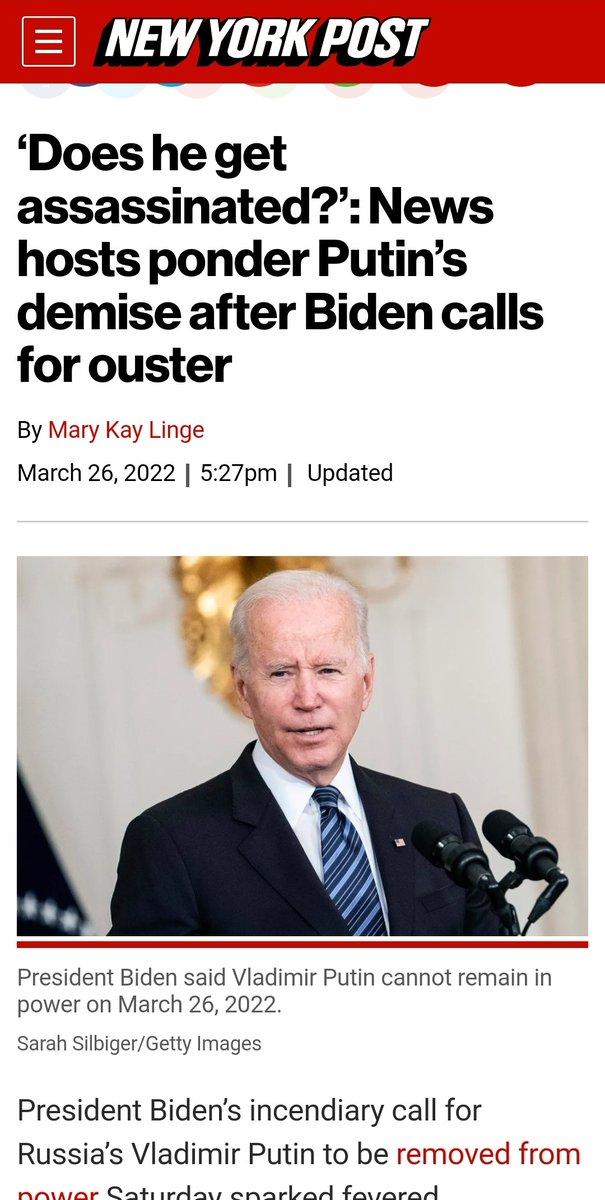 NEW YORK POST
‘Does he get
assassinated?’: News
hosts ponder Putin’s
demise after Biden calls
for ouster
By Mary Kay Linge
March 26, 2022 | 5:27pm | Updated
President Biden said Vladimir Putin cannot remain in
power on March 26, 2022.
Sarah Silbiger/Getty Images
President Biden’s incendiary call for
Russia’s Vladimir Putin to be removed from
power Saturday sparked fevered